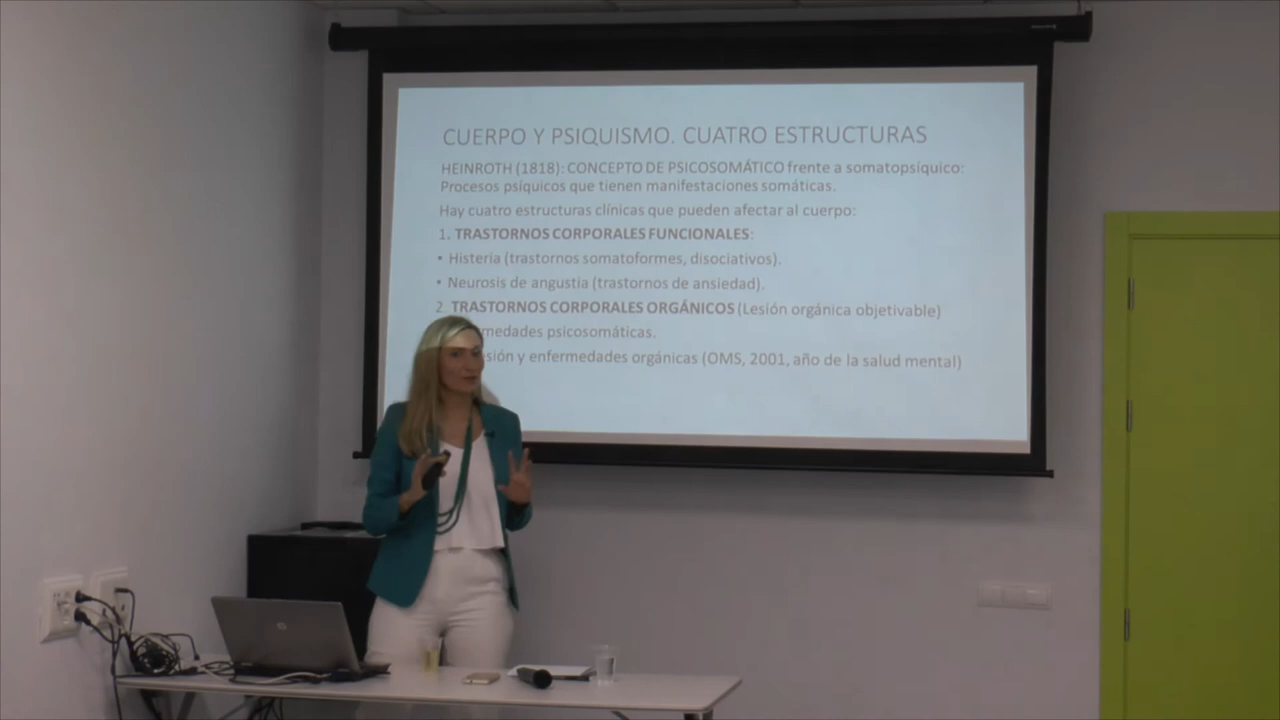 CUERPO Y PSIQUISMO. CUATRO ESTRUCTURAS
HEINROTH (1818): CONCEPTO DE PSICOSOMÁTICO frente a somatopsíquico:
Procesos psíquicos que tienen manifestaciones somáticas.
Hay cuatro estructuras clínicas que pueden afectar al cuerpo:
1. TRASTORNOS CORPORALES FUNCIONALES:
• Histeria (trastornos somatoformes, disociativos).
• Neurosis de angustia (trastornos de ansiedad).
2. TRASTORNOS CORPORALES ORGÁNICOS (Lesión orgánica objetivable)
medades psicosomáticas.
sión y enfermedades orgánicas (OMS, 2001, año de la salud mental)
hp